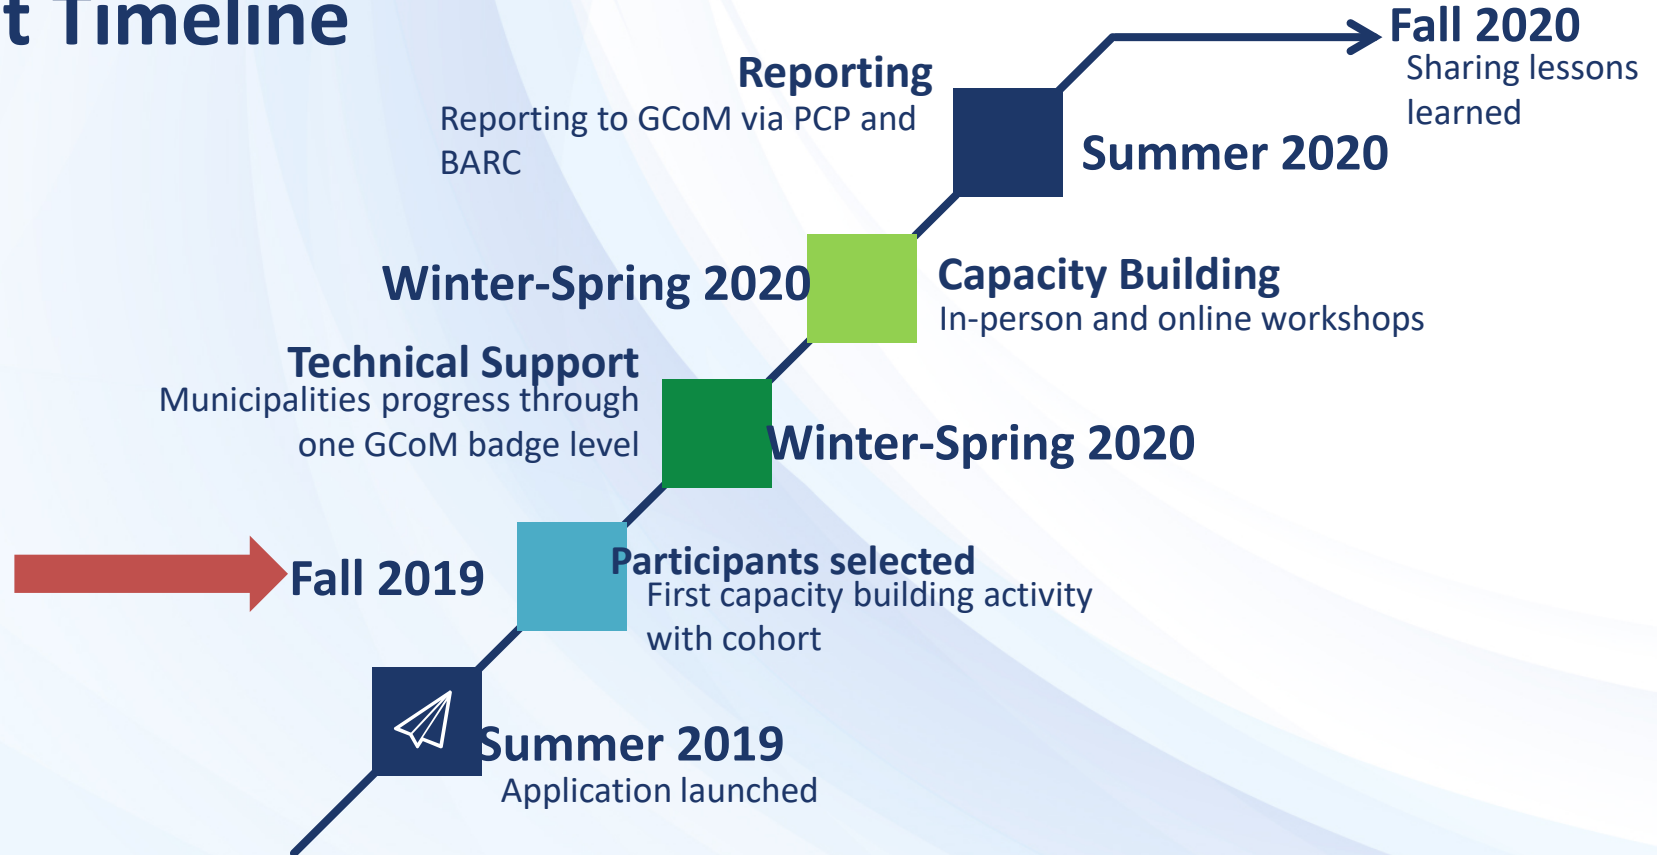 t Timeline
Fall 2020
Sharing lessons
learned
Reporting
Reporting to GCoM via PCP and
BARC
Summer 2020
Winter-Spring 2020
Capacity Building
In-person and online workshops
Technical Support
Municipalities progress through
one GCoM badge level
Winter-Spring 2020
Fall 2019
Participants selected
First capacity building activity
with cohort
Summer 2019
Application launched